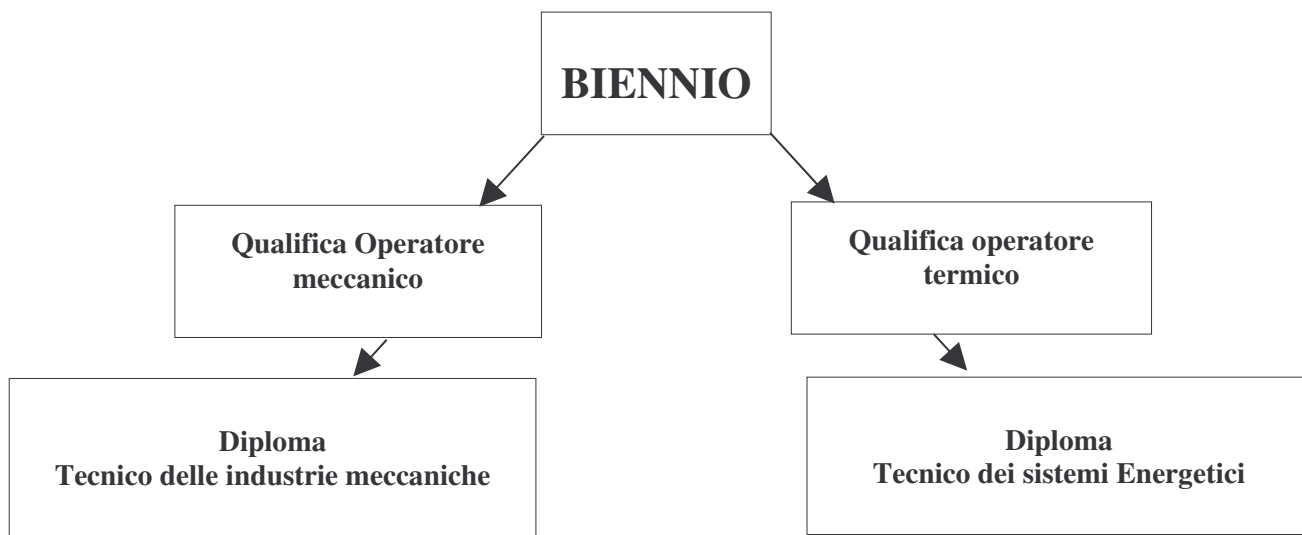 BIENNIO
Qualifica Operatore
meccanico
Qualifica operatore
termico
Diploma
Tecnico delle industrie meccaniche
Diploma
Tecnico dei sistemi Energetici